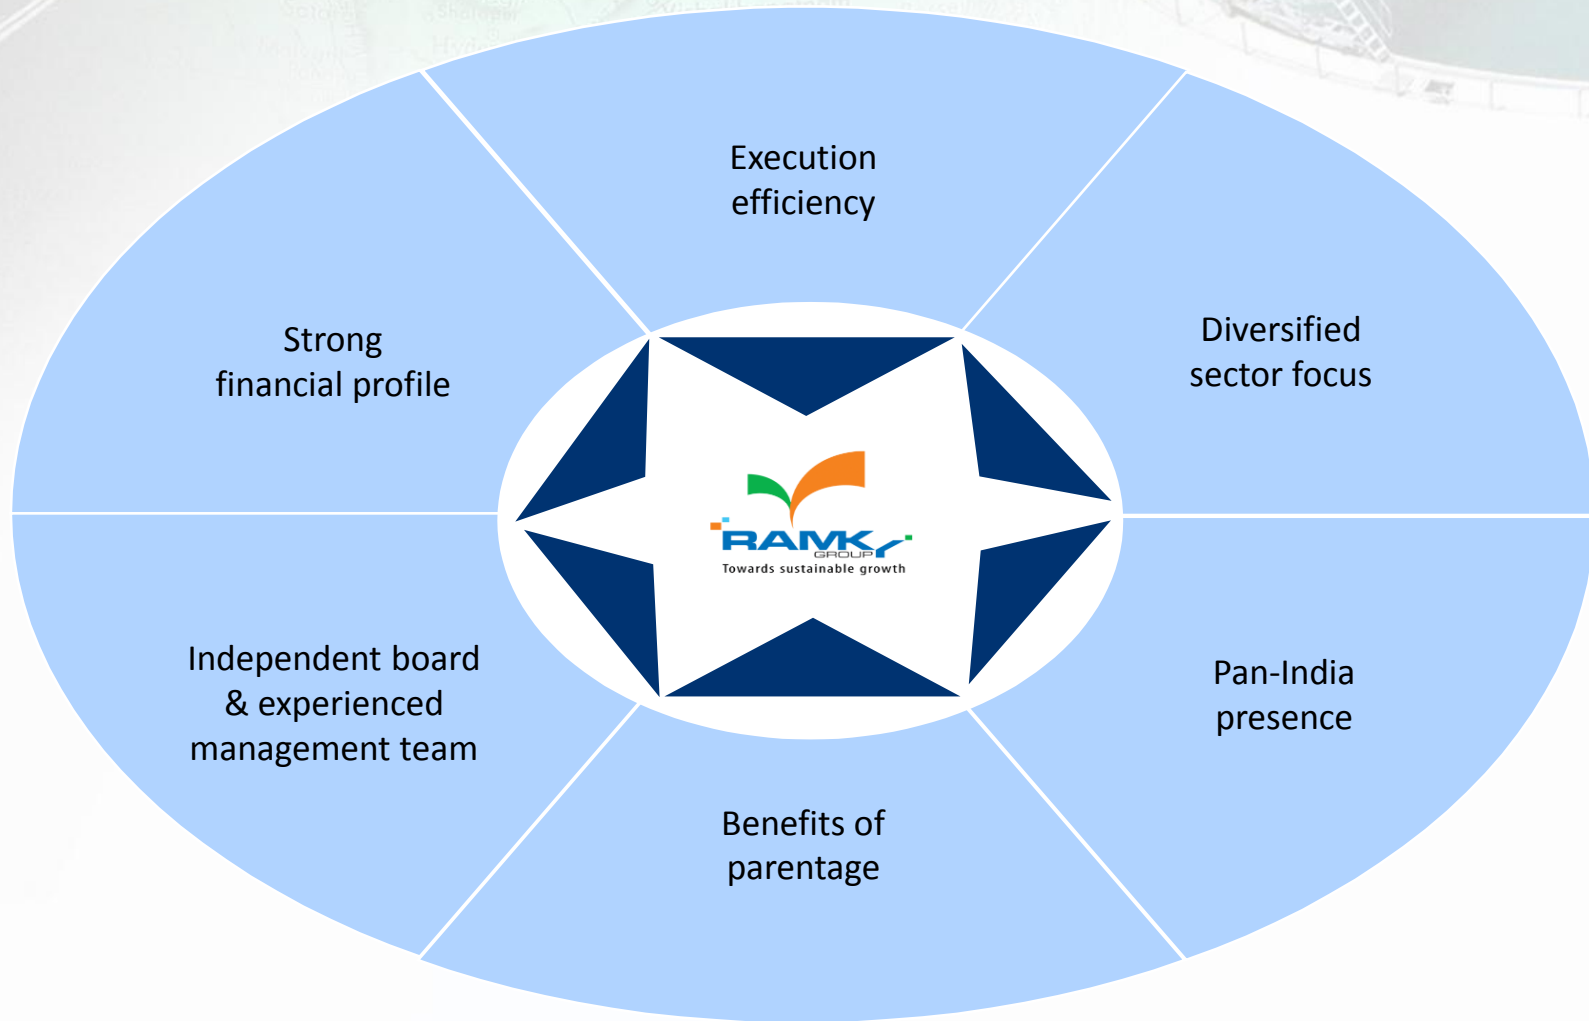 Execution
efficiency
Strong
financial profile
Diversified
sector focus
RAMKY
GROUP
Towards sustainable growth
Independent board
& experienced
management team
Pan-India
presence
Benefits of
parentage